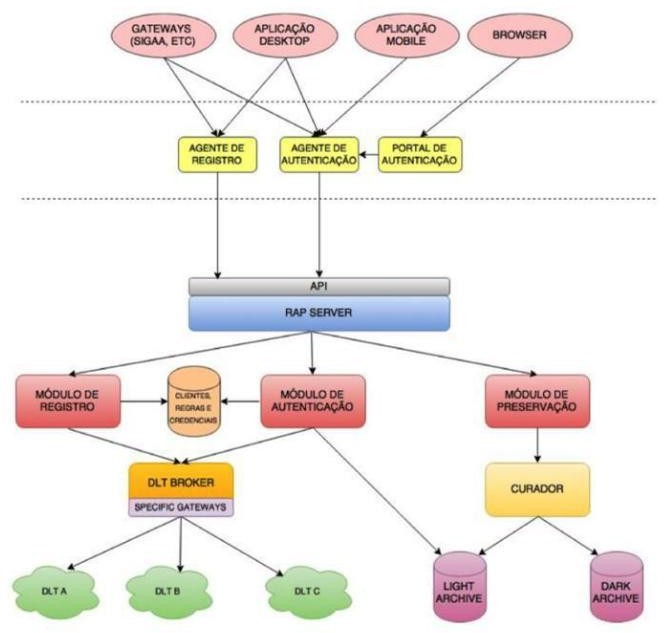 GATEWAYS
(SIGAA, ETC)
APLICAÇÃO
DESKTOP
APLICAÇÃO
MOBILE
BROWSER
AGENTE DE
REGISTRO
AGENTE DE
AUTENTICAÇÃO
PORTAL DE
AUTENTICAÇÃO
API
RAP SERVER
MÓDULO DE
REGISTRO
CLIENTES,
REGRAS E
CREDENCIAIS
MÓDULO DE
AUTENTICAÇÃO
MÓDULO DE
PRESERVAÇÃO
DLT BROKER
SPECIFIC GATEWAYS
CURADOR
DLT A
DLT B
DLT C
LIGHT
ARCHIVE
DARK
ARCHIVE